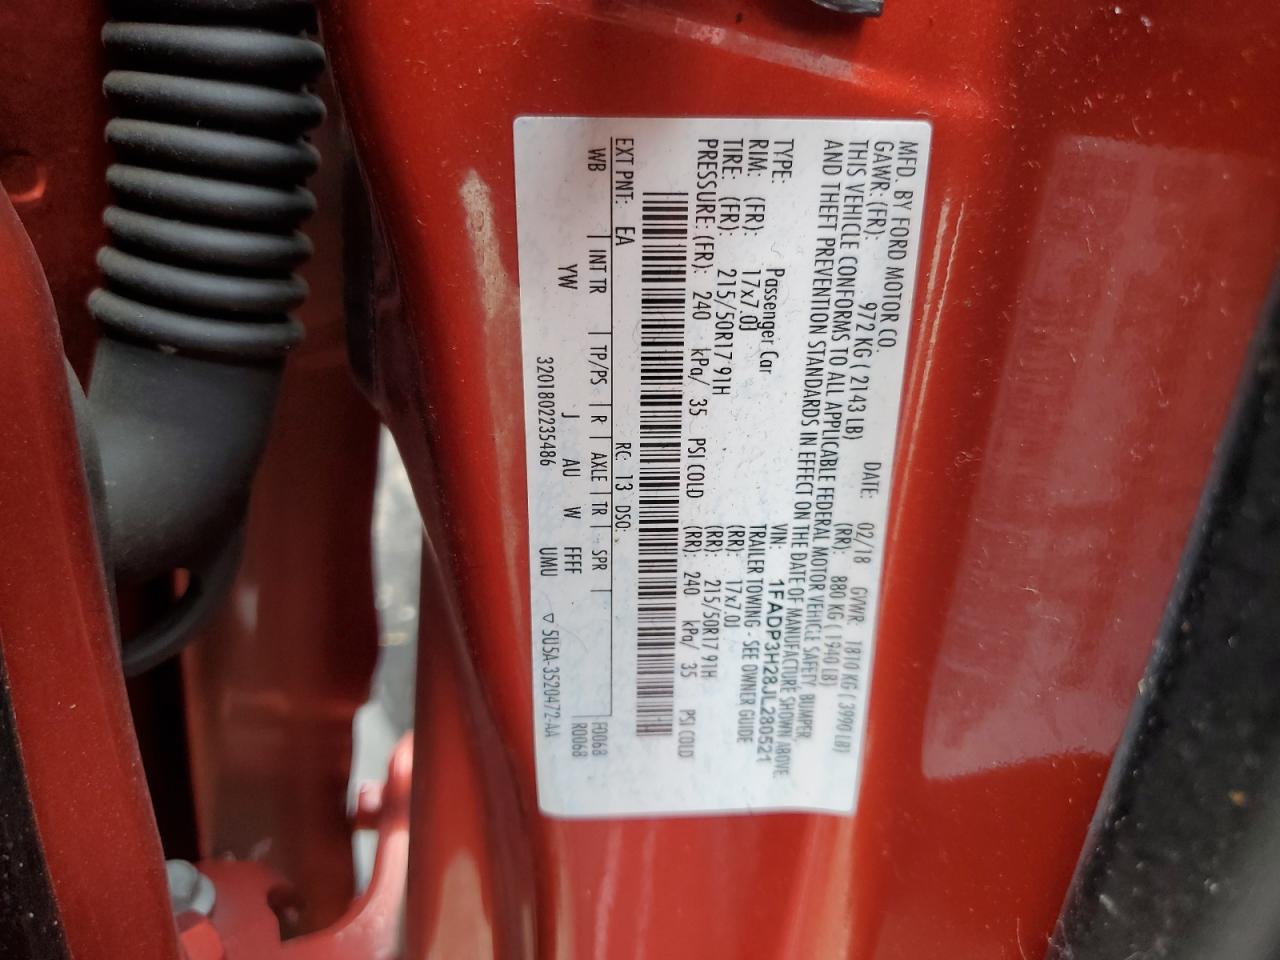 MFD. BY FORD MOTOR CO.
DATE: 02/18 GVWR: 1810 KG ( 3990 LB)
GAWR: (FR): 972 KG ( 2143 LB) (RR): 880 KG ( 1940 LB)
THIS VEHICLE CONFORMS TO ALL APPLICABLE FEDERAL MOTOR VEHICLE SAFETY, BUMPER,
AND THEFT PREVENTION STANDARDS IN EFFECT ON THE DATE OF MANUFACTURE SHOWN ABOVE.
VIN: 1FADP3H28JL280521
TYPE: Passenger Car TRAILER TOWING - SEE OWNER GUIDE
RIM: (FR): 17x7.0J (RR): 17x7.0J
TIRE: (FR): 215/50R17 91H (RR): 215/50R17 91H
PRESSURE: (FR): 240 kPa/ 35 PSI COLD (RR): 240 kPa/ 35 PSI COLD
EXT PNT: EA RC: 13 DSO: F0068
WB | INT TR | TP/PS | R | AXLE | TR | SPR | R0068
YW J AU W FFFF
3201802235486 UMU ▽ 5U5A-3520472-AA